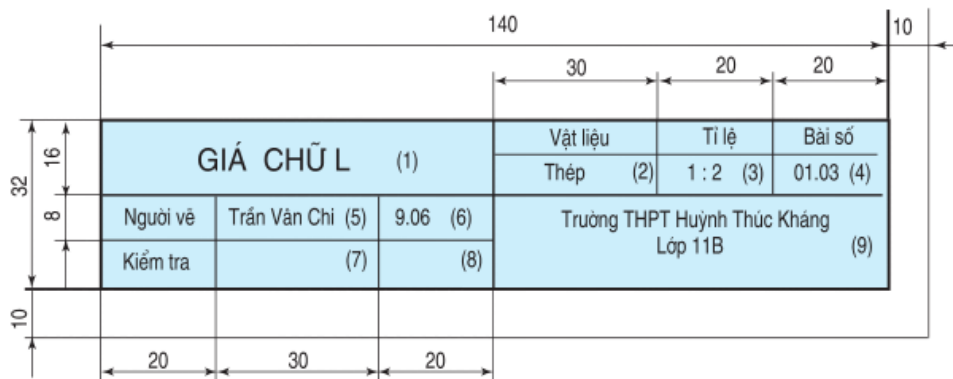 140
10
30
20
20
32
16
8
10
GIÁ CHỮ L (1)
Vật liệu
Tỉ lệ
Bài số
Thép (2)
1 : 2 (3)
01.03 (4)
Người vẽ
Trần Văn Chi (5)
9.06 (6)
Kiểm tra
(7)
(8)
Trường THPT Huỳnh Thúc Kháng
Lớp 11B (9)
20
30
20